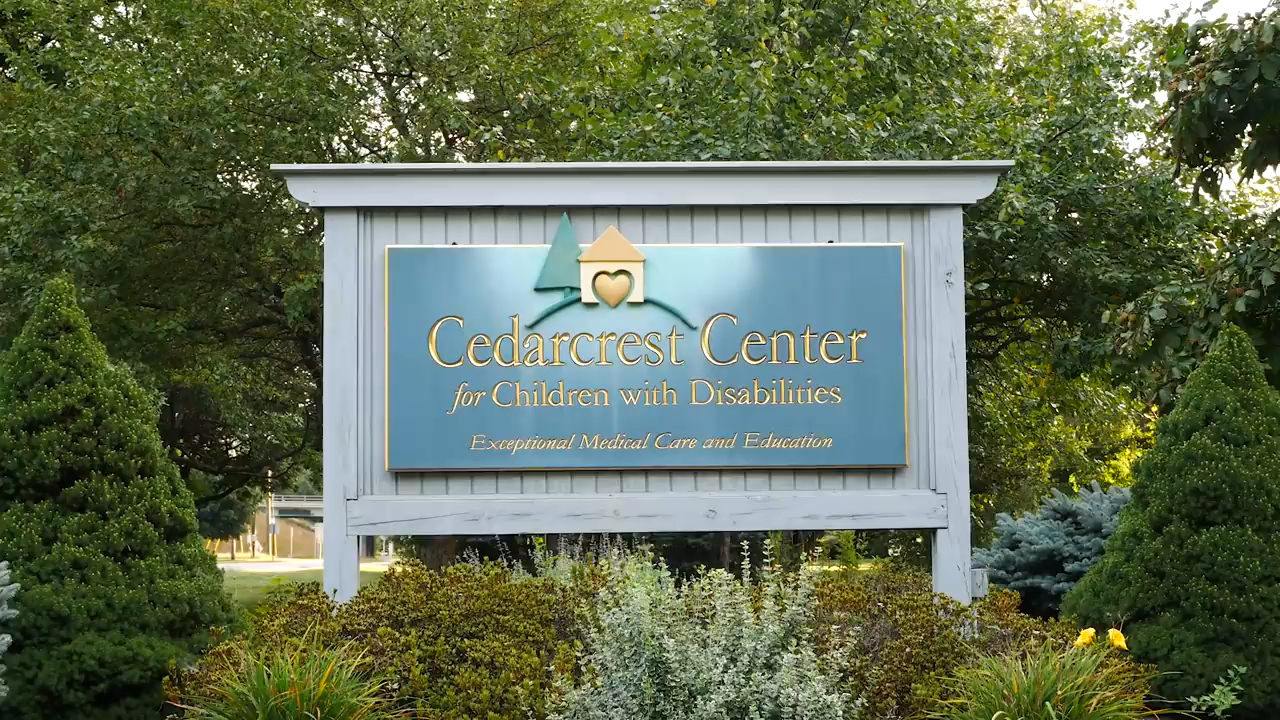 Cedarcrest Center
for Children with Disabilities
Exceptional Medical Care and Education